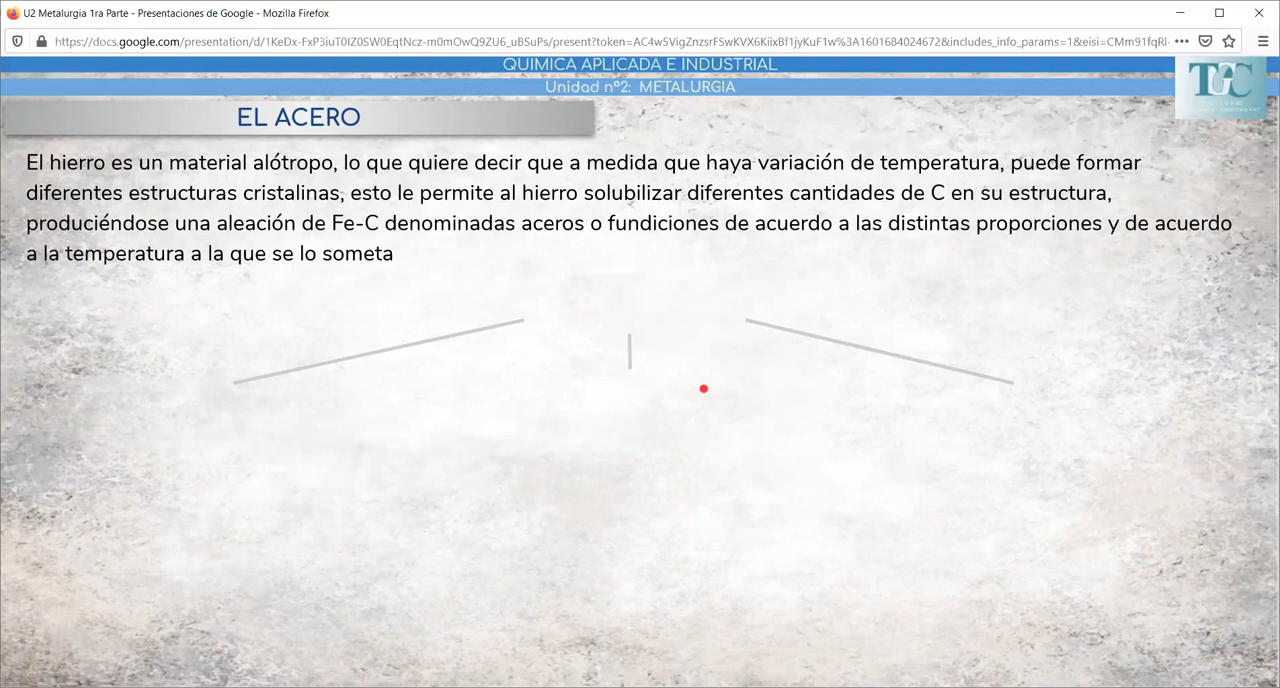 U2 Metalurgia 1ra Parte - Presentaciones de Google - Mozilla Firefox
https://docs.google.com/presentation/d/1KeDx-FxP3iuT0IZ0SW0EqtNcz-m0mOwQ9ZU6_uBSuPs/present?token=AC4w5VigZnzsrFSwKVX6KiixBf1jyKuF1w%3A1601684024672&includes_info_params=1&eisi=CMm91fqRl-
QUIMICA APLICADA E INDUSTRIAL
Unidad nº2: METALURGIA
TGC
EL ACERO
El hierro es un material alótropo, lo que quiere decir que a medida que haya variación de temperatura, puede formar
diferentes estructuras cristalinas, esto le permite al hierro solubilizar diferentes cantidades de C en su estructura,
produciéndose una aleación de Fe-C denominadas aceros o fundiciones de acuerdo a las distintas proporciones y de acuerdo
a la temperatura a la que se lo someta